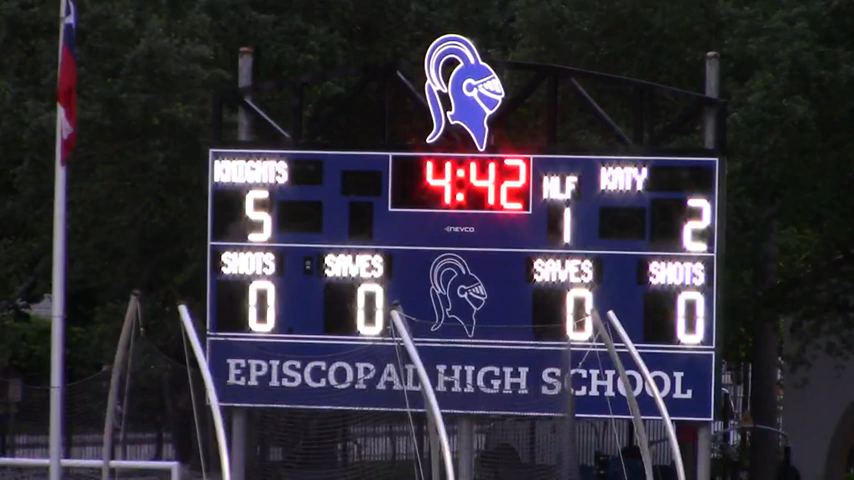 KNIGHTS 4:42 HLF KATY
5 1 2
NEVCO
SHOTS SAVES SAVES SHOTS
0 0 0 0
EPISCOPAL HIGH SCHOOL